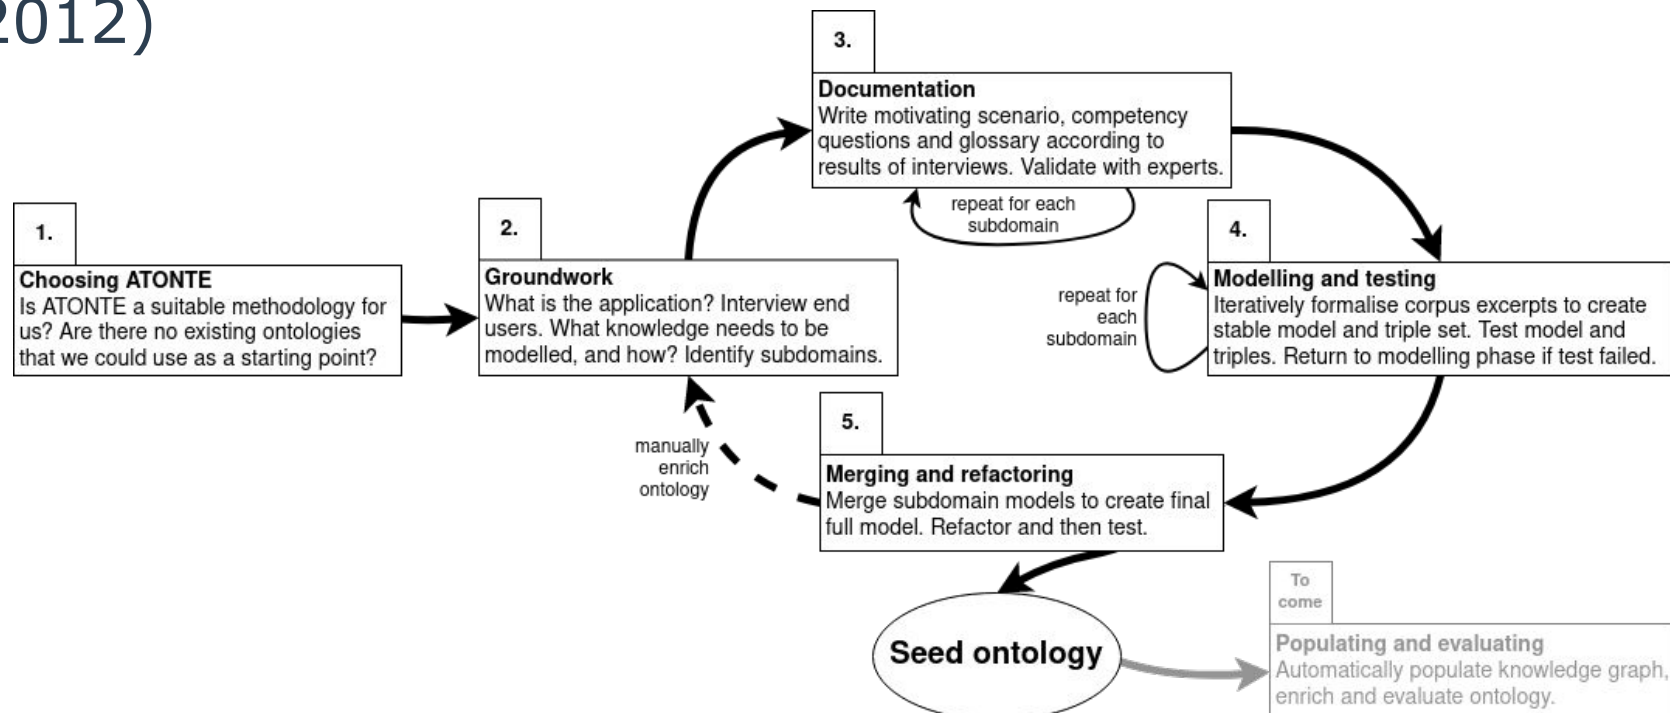 2012)
1.
Choosing ATONTE
Is ATONTE a suitable methodology for
us? Are there no existing ontologies
that we could use as a starting point?
2.
Groundwork
What is the application? Interview end
users. What knowledge needs to be
modelled, and how? Identify subdomains.
3.
Documentation
Write motivating scenario, competency
questions and glossary according to
results of interviews. Validate with experts.
repeat for each
subdomain
4.
Modelling and testing
Iteratively formalise corpus excerpts to create
stable model and triple set. Test model and
triples. Return to modelling phase if test failed.
repeat for
each
subdomain
5.
Merging and refactoring
Merge subdomain models to create final
full model. Refactor and then test.
manually
enrich
ontology
Seed ontology
To
come
Populating and evaluating
Automatically populate knowledge graph,
enrich and evaluate ontology.